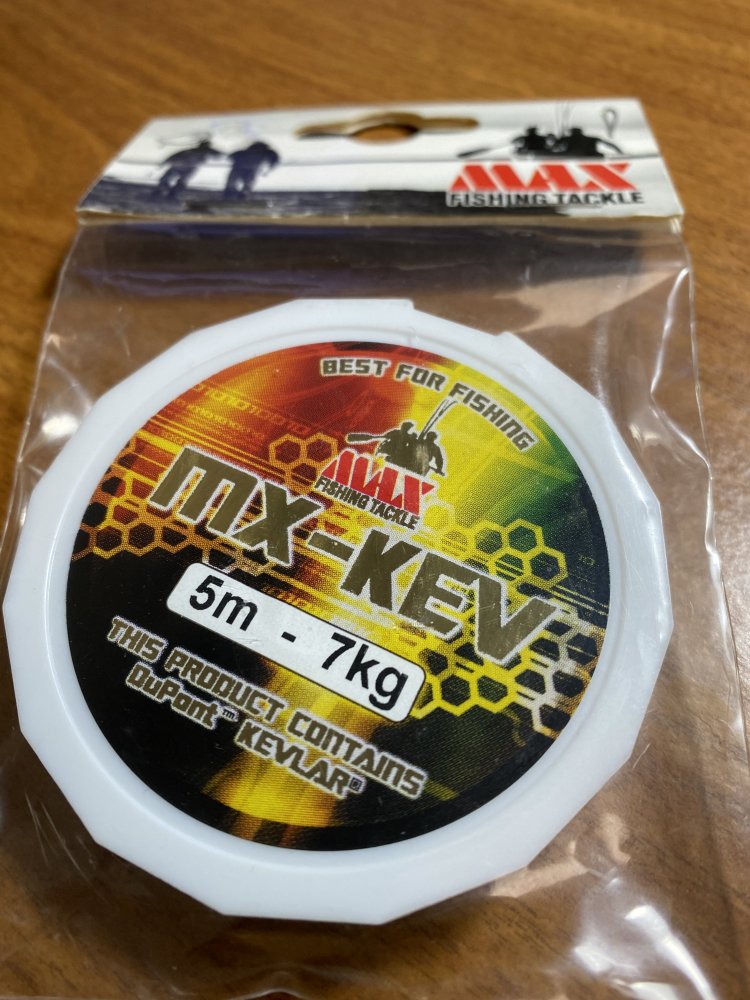 MAX
FISHING TACKLE
BEST FOR FISHING
MAX
FISHING TACKLE
MX-KEV
5m - 7kg
THIS PRODUCT CONTAINS
DuPont™ KEVLAR®